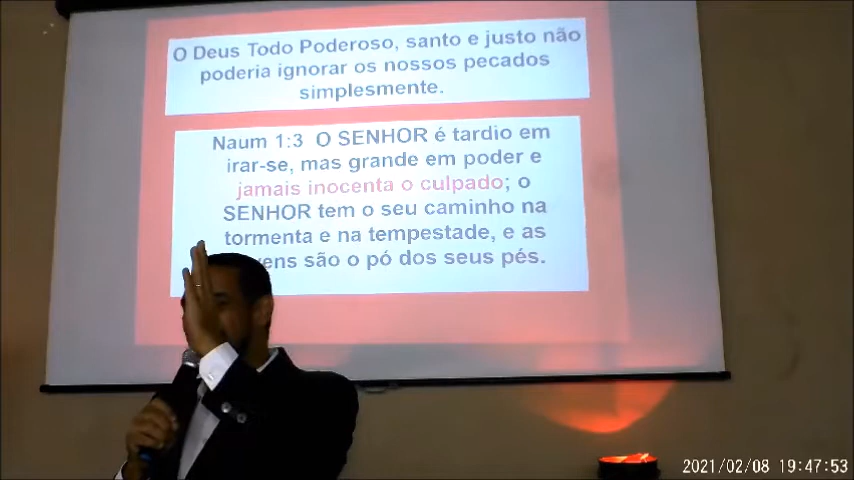 O Deus Todo Poderoso, santo e justo não
poderia ignorar os nossos pecados
simplesmente.
Naum 1:3 O SENHOR é tardio em
irar-se, mas grande em poder e
jamais inocenta o culpado; o
SENHOR tem o seu caminho na
tormenta e na tempestade, e as
são o pó dos seus pés.
2021/02/08 19:47:53